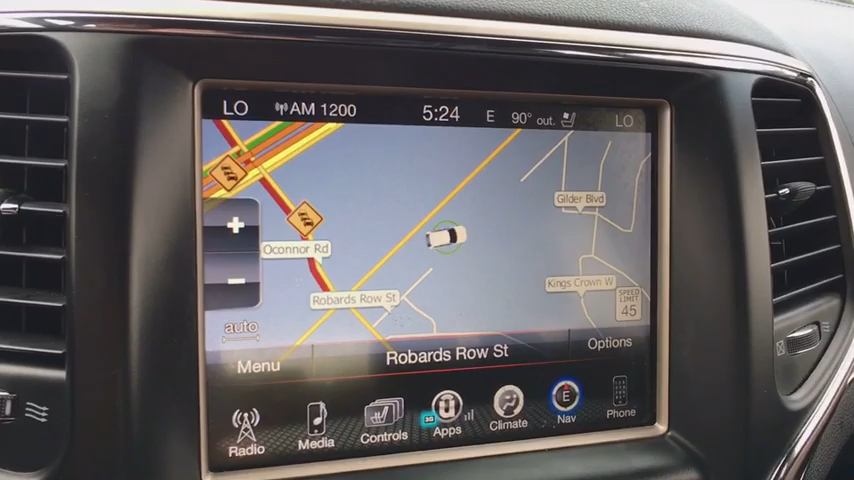 LO AM 1200 5:24 E 90° out. LO
Gilder Blvd
+
Oconnor Rd
−
Kings Crown W
Robards Row St
SPEED
LIMIT
45
auto
Menu Robards Row St Options
3G E
Radio Media Controls Apps Climate Nav Phone